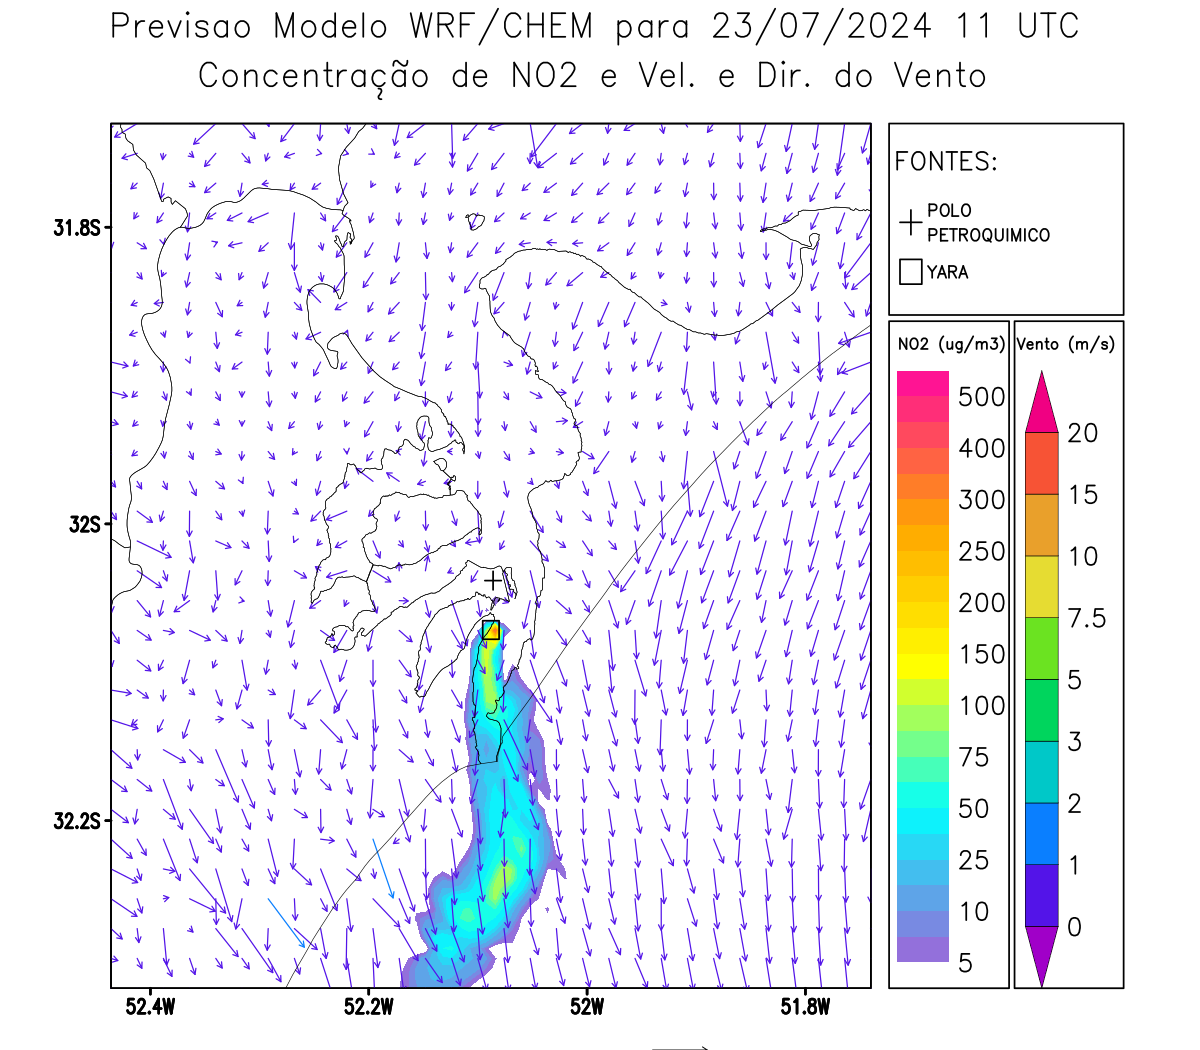 Previsao Modelo WRF/CHEM para 23/07/2024 11 UTC
Concentração de NO2 e Vel. e Dir. do Vento
FONTES:
POLO
PETROQUIMICO
YARA
NO2 (ug/m3)
500
400
300
250
200
150
100
75
50
25
10
5
Vento (m/s)
20
15
10
7.5
5
3
2
1
0
31.8S
32S
32.2S
52.4W
52.2W
52W
51.8W